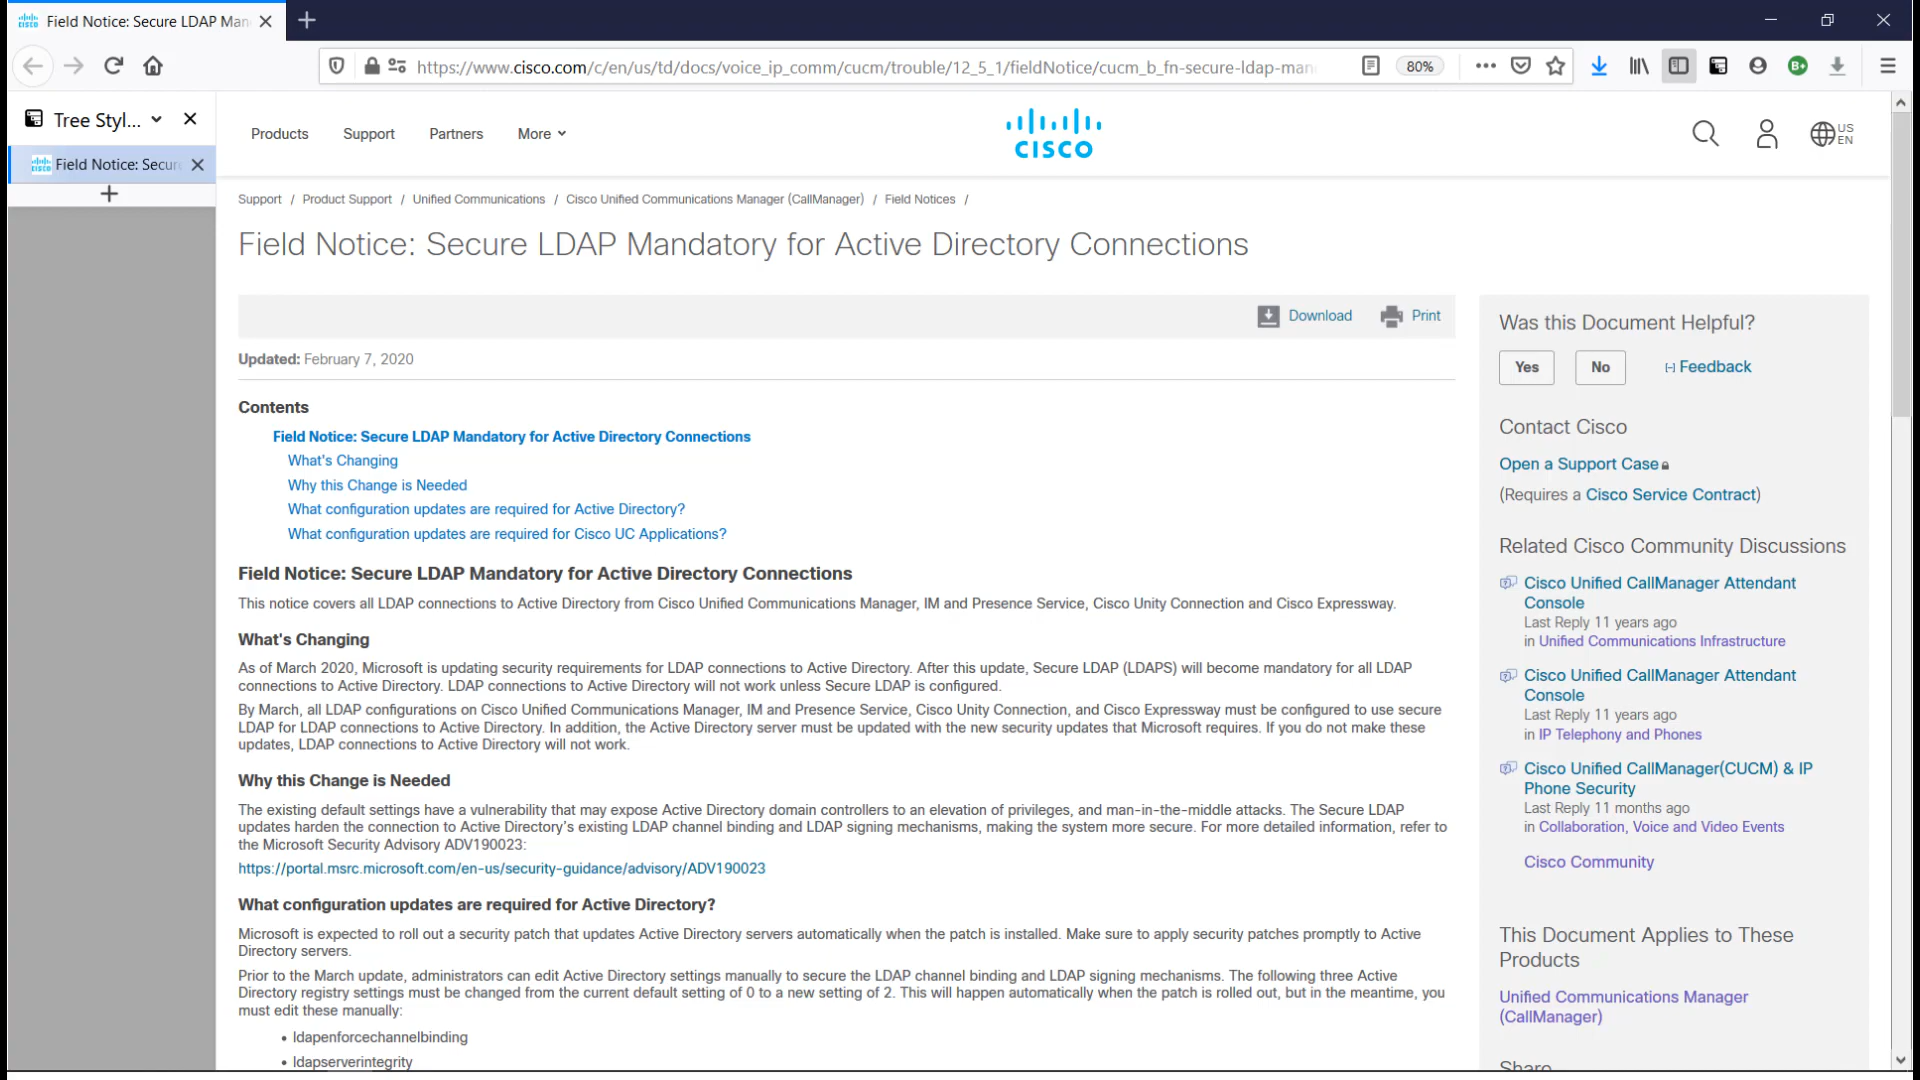 Field Notice: Secure LDAP Man
https://www.cisco.com/c/en/us/td/docs/voice_ip_comm/cucm/trouble/12_5_1/fieldNotice/cucm_b_fn-secure-ldap-man
80%
B+
Tree Styl...
Field Notice: Secur
Products
Support
Partners
More
CISCO
US
EN
Support / Product Support / Unified Communications / Cisco Unified Communications Manager (CallManager) / Field Notices /
Field Notice: Secure LDAP Mandatory for Active Directory Connections
Download
Print
Updated: February 7, 2020
Contents
Field Notice: Secure LDAP Mandatory for Active Directory Connections
What's Changing
Why this Change is Needed
What configuration updates are required for Active Directory?
What configuration updates are required for Cisco UC Applications?
Field Notice: Secure LDAP Mandatory for Active Directory Connections
This notice covers all LDAP connections to Active Directory from Cisco Unified Communications Manager, IM and Presence Service, Cisco Unity Connection and Cisco Expressway.
What's Changing
As of March 2020, Microsoft is updating security requirements for LDAP connections to Active Directory. After this update, Secure LDAP (LDAPS) will become mandatory for all LDAP
connections to Active Directory. LDAP connections to Active Directory will not work unless Secure LDAP is configured.
By March, all LDAP configurations on Cisco Unified Communications Manager, IM and Presence Service, Cisco Unity Connection, and Cisco Expressway must be configured to use secure
LDAP for LDAP connections to Active Directory. In addition, the Active Directory server must be updated with the new security updates that Microsoft requires. If you do not make these
updates, LDAP connections to Active Directory will not work.
Why this Change is Needed
The existing default settings have a vulnerability that may expose Active Directory domain controllers to an elevation of privileges, and man-in-the-middle attacks. The Secure LDAP
updates harden the connection to Active Directory's existing LDAP channel binding and LDAP signing mechanisms, making the system more secure. For more detailed information, refer to
the Microsoft Security Advisory ADV190023:
https://portal.msrc.microsoft.com/en-us/security-guidance/advisory/ADV190023
What configuration updates are required for Active Directory?
Microsoft is expected to roll out a security patch that updates Active Directory servers automatically when the patch is installed. Make sure to apply security patches promptly to Active
Directory servers.
Prior to the March update, administrators can edit Active Directory settings manually to secure the LDAP channel binding and LDAP signing mechanisms. The following three Active
Directory registry settings must be changed from the current default setting of 0 to a new setting of 2. This will happen automatically when the patch is rolled out, but in the meantime, you
must edit these manually:
• ldapenforcechannelbinding
• ldapserverintegrity
Was this Document Helpful?
Yes
No
[-] Feedback
Contact Cisco
Open a Support Case
(Requires a Cisco Service Contract)
Related Cisco Community Discussions
Cisco Unified CallManager Attendant
Console
Last Reply 11 years ago
in Unified Communications Infrastructure
Cisco Unified CallManager Attendant
Console
Last Reply 11 years ago
in IP Telephony and Phones
Cisco Unified CallManager(CUCM) & IP
Phone Security
Last Reply 11 months ago
in Collaboration, Voice and Video Events
Cisco Community
This Document Applies to These
Products
Unified Communications Manager
(CallManager)
Share